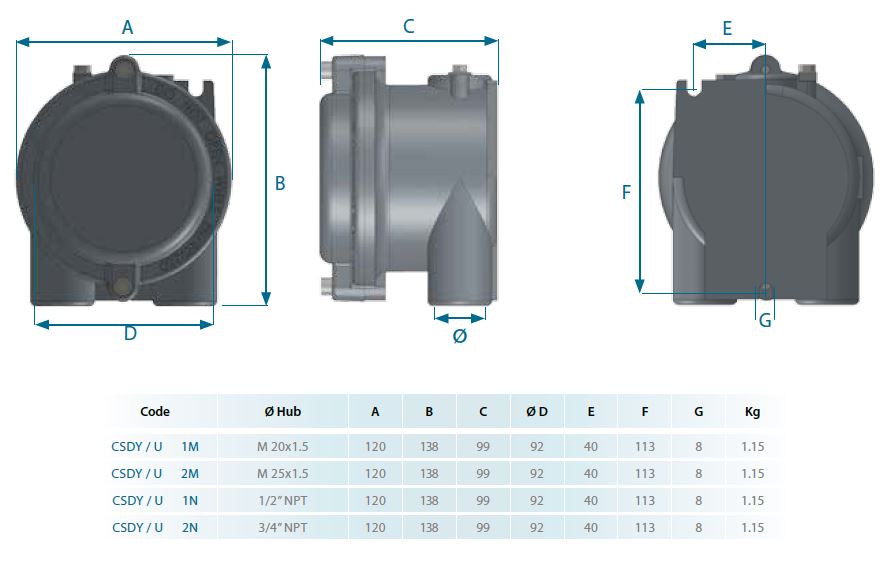 A
C
E
B
F
D
Ø
G
Code Ø Hub A B C Ø D E F G Kg
CSDY / U 1M M 20x1.5 120 138 99 92 40 113 8 1.15
CSDY / U 2M M 25x1.5 120 138 99 92 40 113 8 1.15
CSDY / U 1N 1/2” NPT 120 138 99 92 40 113 8 1.15
CSDY / U 2N 3/4” NPT 120 138 99 92 40 113 8 1.15